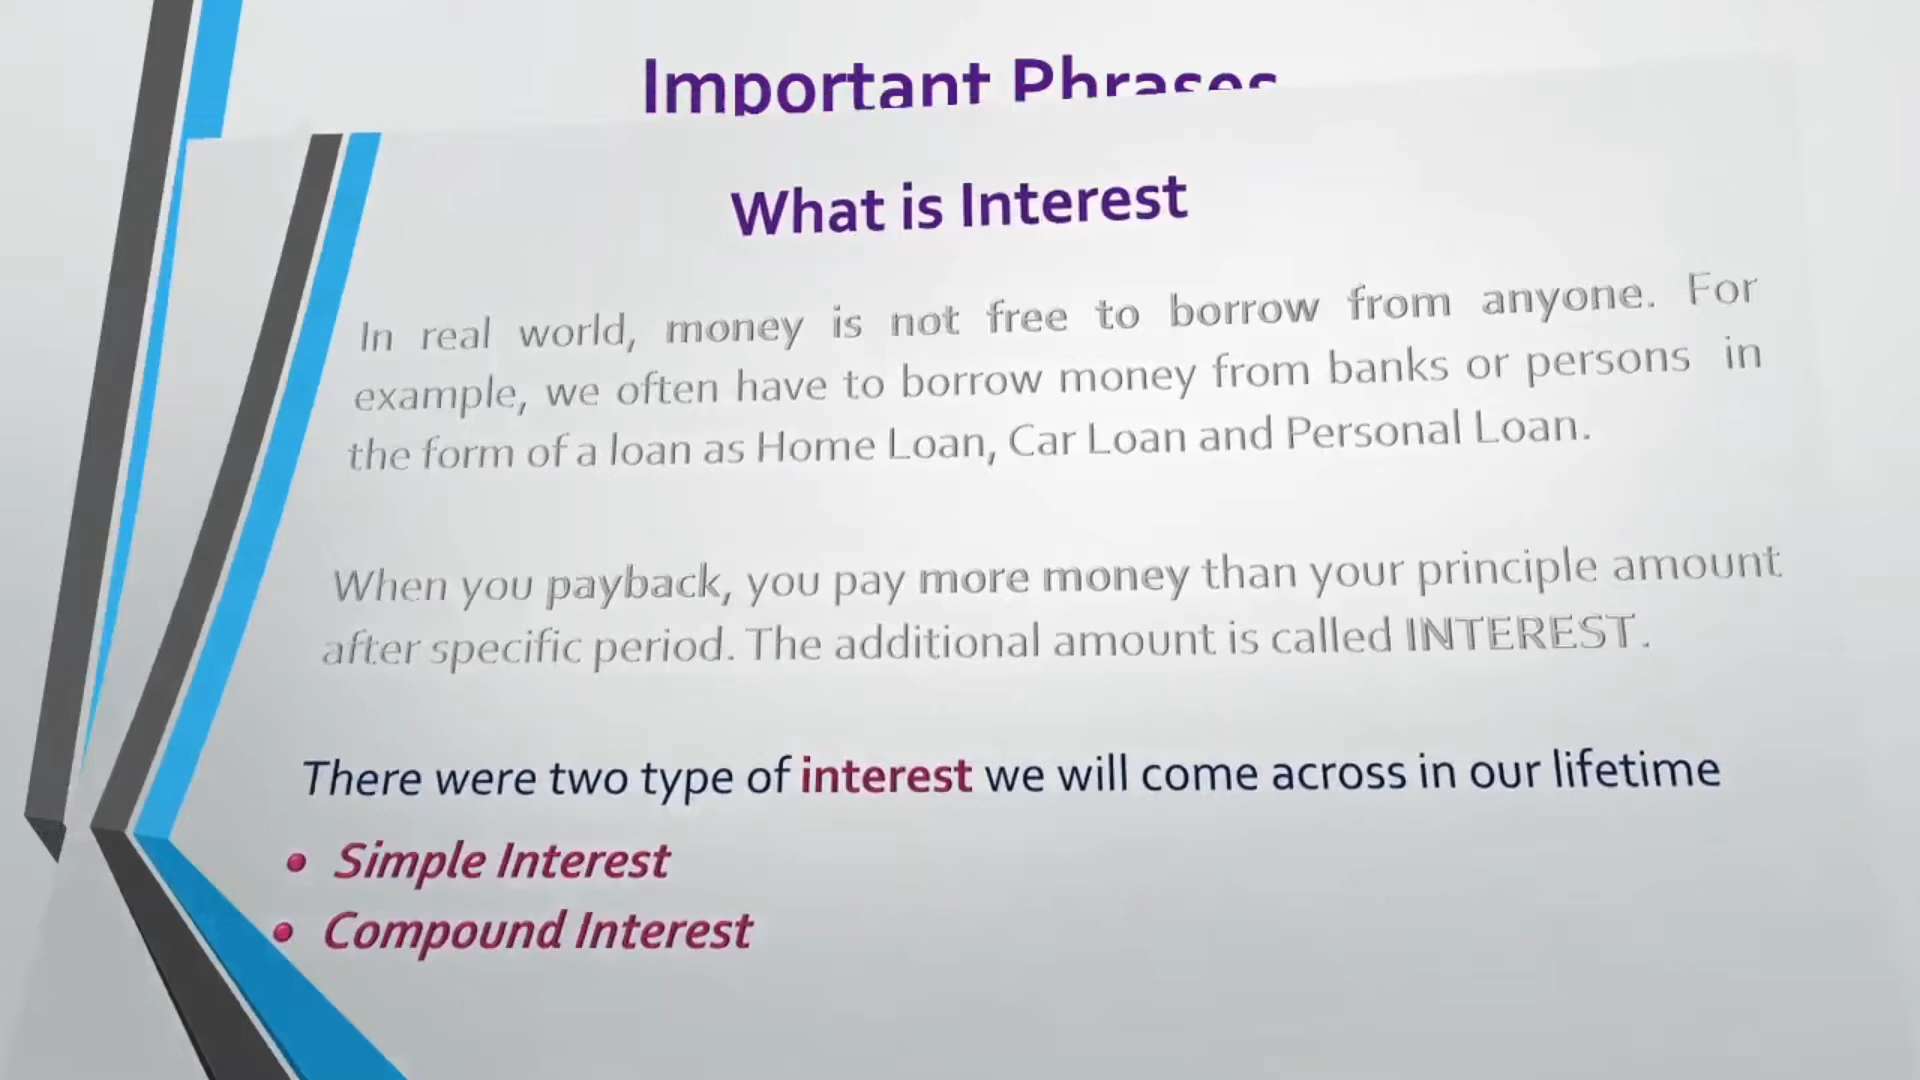 Important Phrases
What is Interest
In real world, money is not free to borrow from anyone. For
example, we often have to borrow money from banks or persons in
the form of a loan as Home Loan, Car Loan and Personal Loan.
When you payback, you pay more money than your principle amount
after specific period. The additional amount is called INTEREST.
There were two type of interest we will come across in our lifetime
• Simple Interest
• Compound Interest